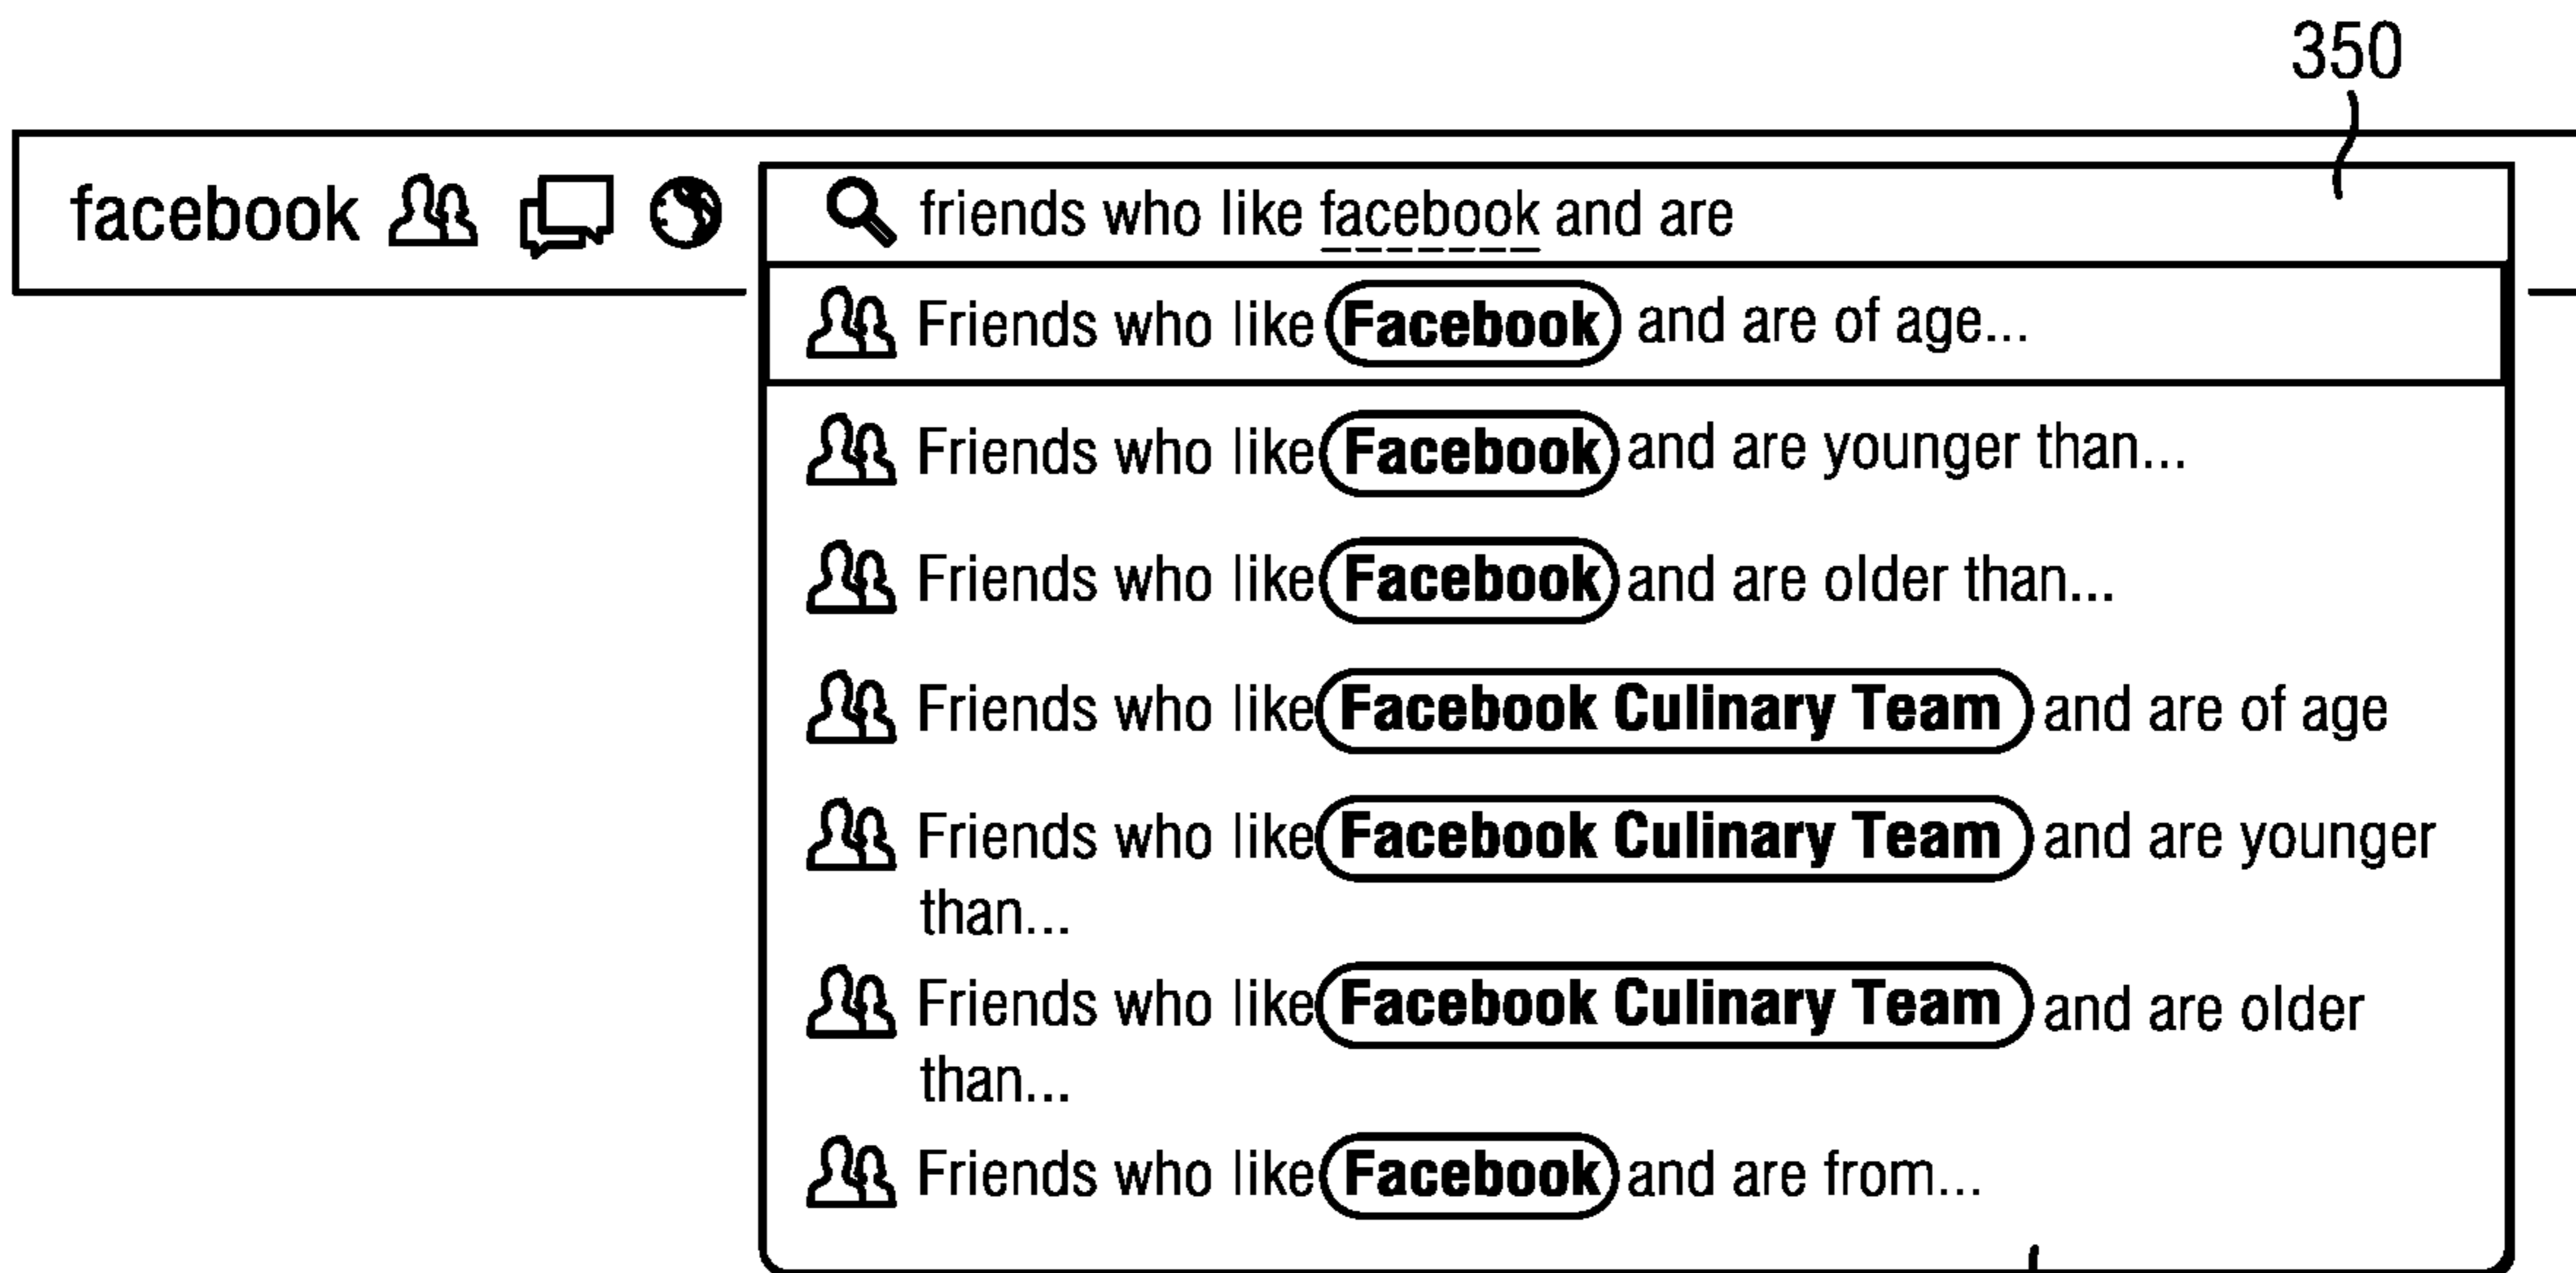 350
facebook
friends who like facebook and are
Friends who like Facebook and are of age...
Friends who like Facebook and are younger than...
Friends who like Facebook and are older than...
Friends who like Facebook Culinary Team and are of age
Friends who like Facebook Culinary Team and are younger
than...
Friends who like Facebook Culinary Team and are older
than...
Friends who like Facebook and are from...